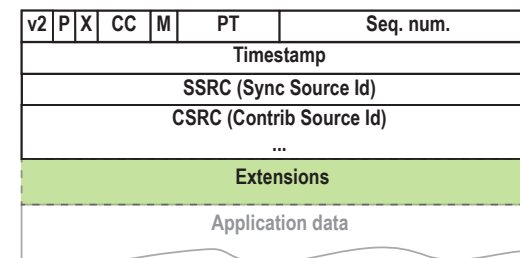 v2 P X CC M PT Seq. num.
Timestamp
SSRC (Sync Source Id)
CSRC (Contrib Source Id)
...
Extensions
Application data